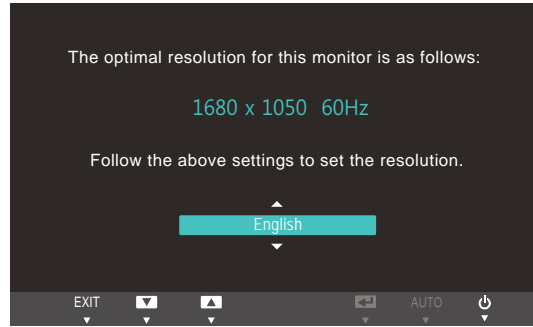 The optimal resolution for this monitor is as follows:
1680 x 1050 60Hz
Follow the above settings to set the resolution.
English
EXIT AUTO